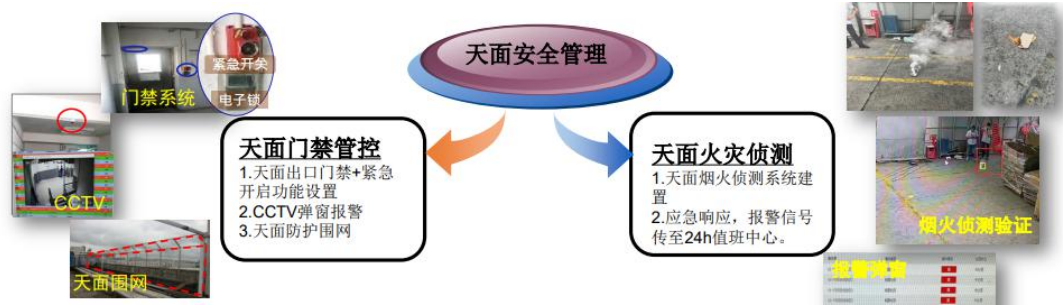 天面安全管理
紧急开关
门禁系统
电子锁
CCTV
天面围网
天面门禁管控
1.天面出口门禁+紧急
开启功能设置
2.CCTV弹窗报警
3.天面防护围网
天面火灾侦测
1.天面烟火侦测系统建
置
2.应急响应，报警信号
传至24h值班中心。
烟火侦测验证
报警弹窗